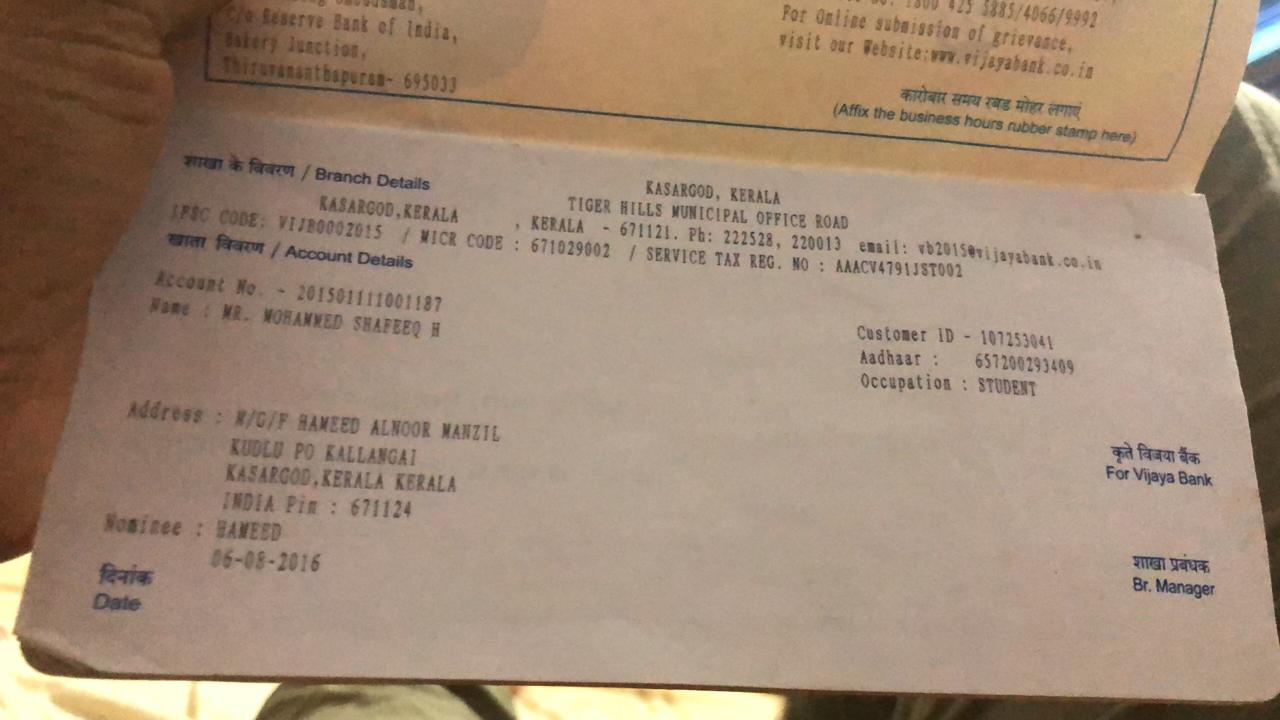 c/o Reserve Bank of India,
Bakery Junction,
Thiruvananthapuram- 695033
1800 425 5885/4066/9992
For Online submission of grievance,
visit our Website:www.vijayabank.co.in
कारोबार समय रबड़ मोहर लगाएं
(Affix the business hours rubber stamp here)
शाखा के विवरण / Branch Details
KASARGOD, KERALA
TIGER HILLS MUNICIPAL OFFICE ROAD
KASARGOD,KERALA , KERALA - 671121. Ph: 222528, 220013 email: vb2015@vijayabank.co.in
IFSC CODE: VIJB0002015 / MICR CODE : 671029002 / SERVICE TAX REG. NO : AAACV4791JST002
खाता विवरण / Account Details
Account No. - 201501111001187
Name : MR. MOHAMMED SHAFEEQ H
Customer ID - 107253041
Aadhaar : 657200293409
Occupation : STUDENT
Address : M/G/F HAMEED ALNOOR MANZIL
KUDLU PO KALLANGAI
KASARGOD,KERALA KERALA
INDIA Pin : 671124
Nominee : HAMEED
06-08-2016
दिनांक
Date
कृते विजया बैंक
For Vijaya Bank
शाखा प्रबंधक
Br. Manager